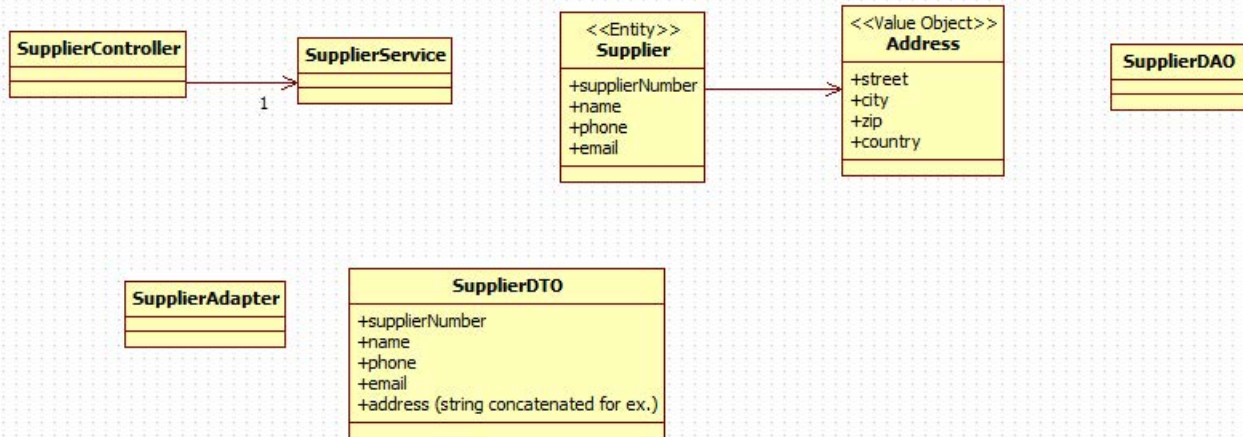 SupplierController
1
SupplierService
<<Entity>>
Supplier
+supplierNumber
+name
+phone
+email
<<Value Object>>
Address
+street
+city
+zip
+country
SupplierDAO
SupplierAdapter
SupplierDTO
+supplierNumber
+name
+phone
+email
+address (string concatenated for ex.)